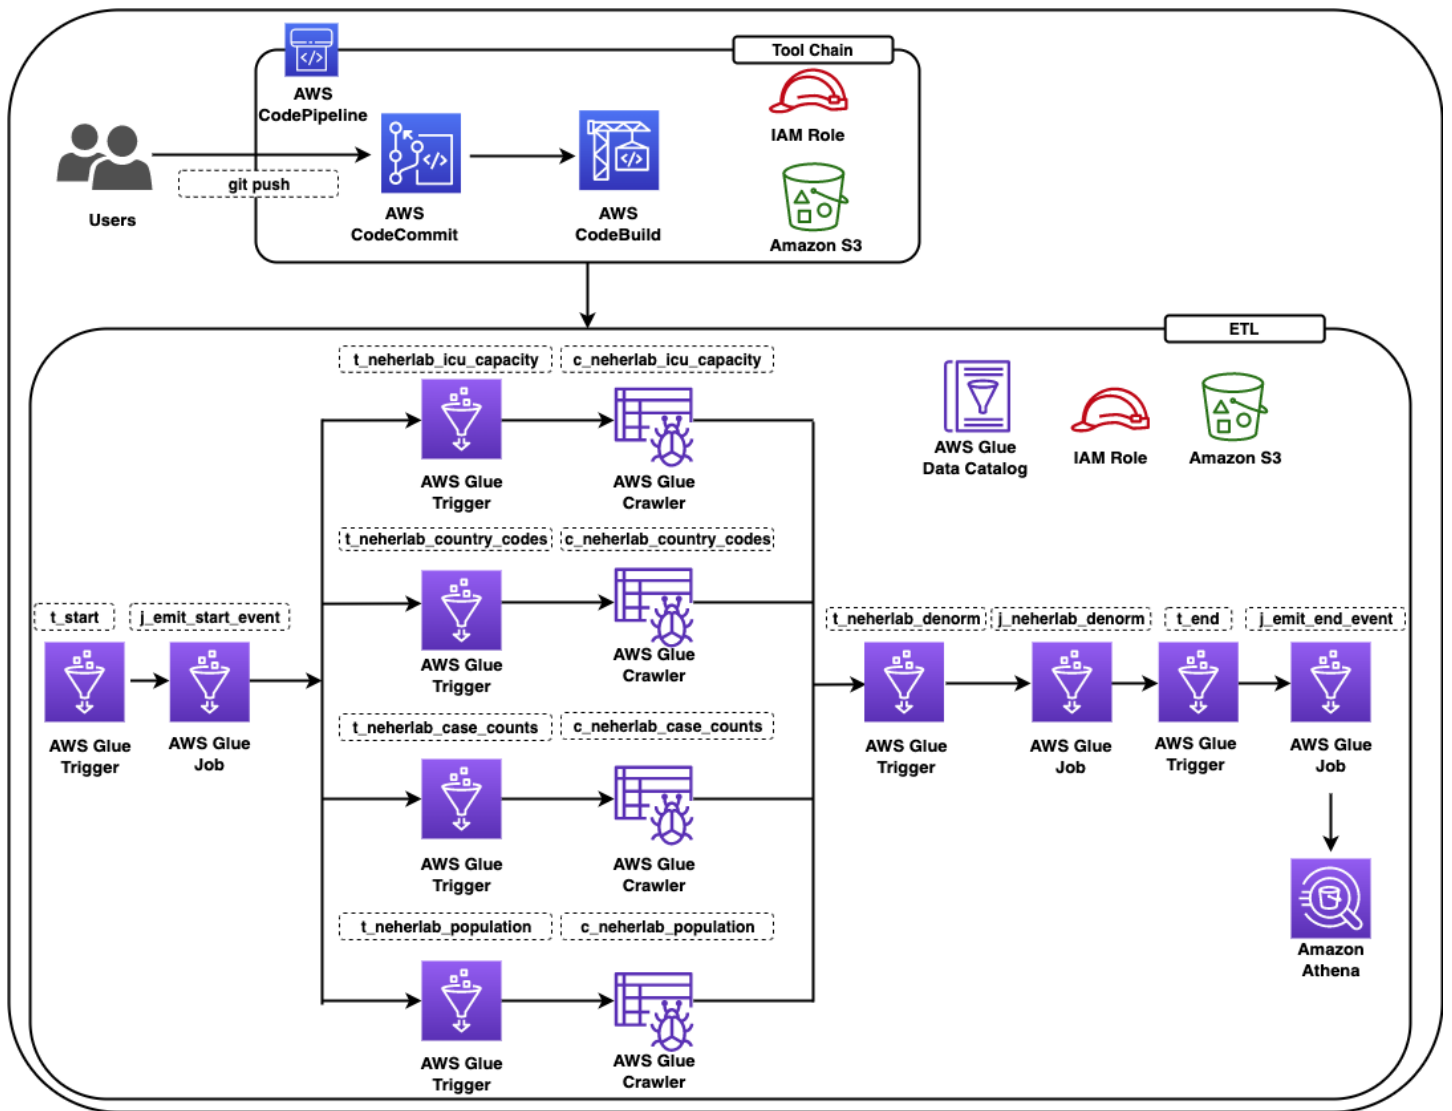 Tool Chain
AWS
CodePipeline
IAM Role
git push
Users
AWS
CodeCommit
AWS
CodeBuild
Amazon S3
ETL
t_neherlab_icu_capacity
c_neherlab_icu_capacity
AWS Glue
Trigger
AWS Glue
Crawler
AWS Glue
Data Catalog
IAM Role
Amazon S3
t_neherlab_country_codes
c_neherlab_country_codes
AWS Glue
Trigger
AWS Glue
Crawler
t_start
j_emit_start_event
t_neherlab_denorm
j_neherlab_denorm
t_end
j_emit_end_event
AWS Glue
Trigger
AWS Glue
Job
t_neherlab_case_counts
c_neherlab_case_counts
AWS Glue
Trigger
AWS Glue
Job
AWS Glue
Trigger
AWS Glue
Job
AWS Glue
Trigger
AWS Glue
Crawler
t_neherlab_population
c_neherlab_population
Amazon
Athena
AWS Glue
Trigger
AWS Glue
Crawler